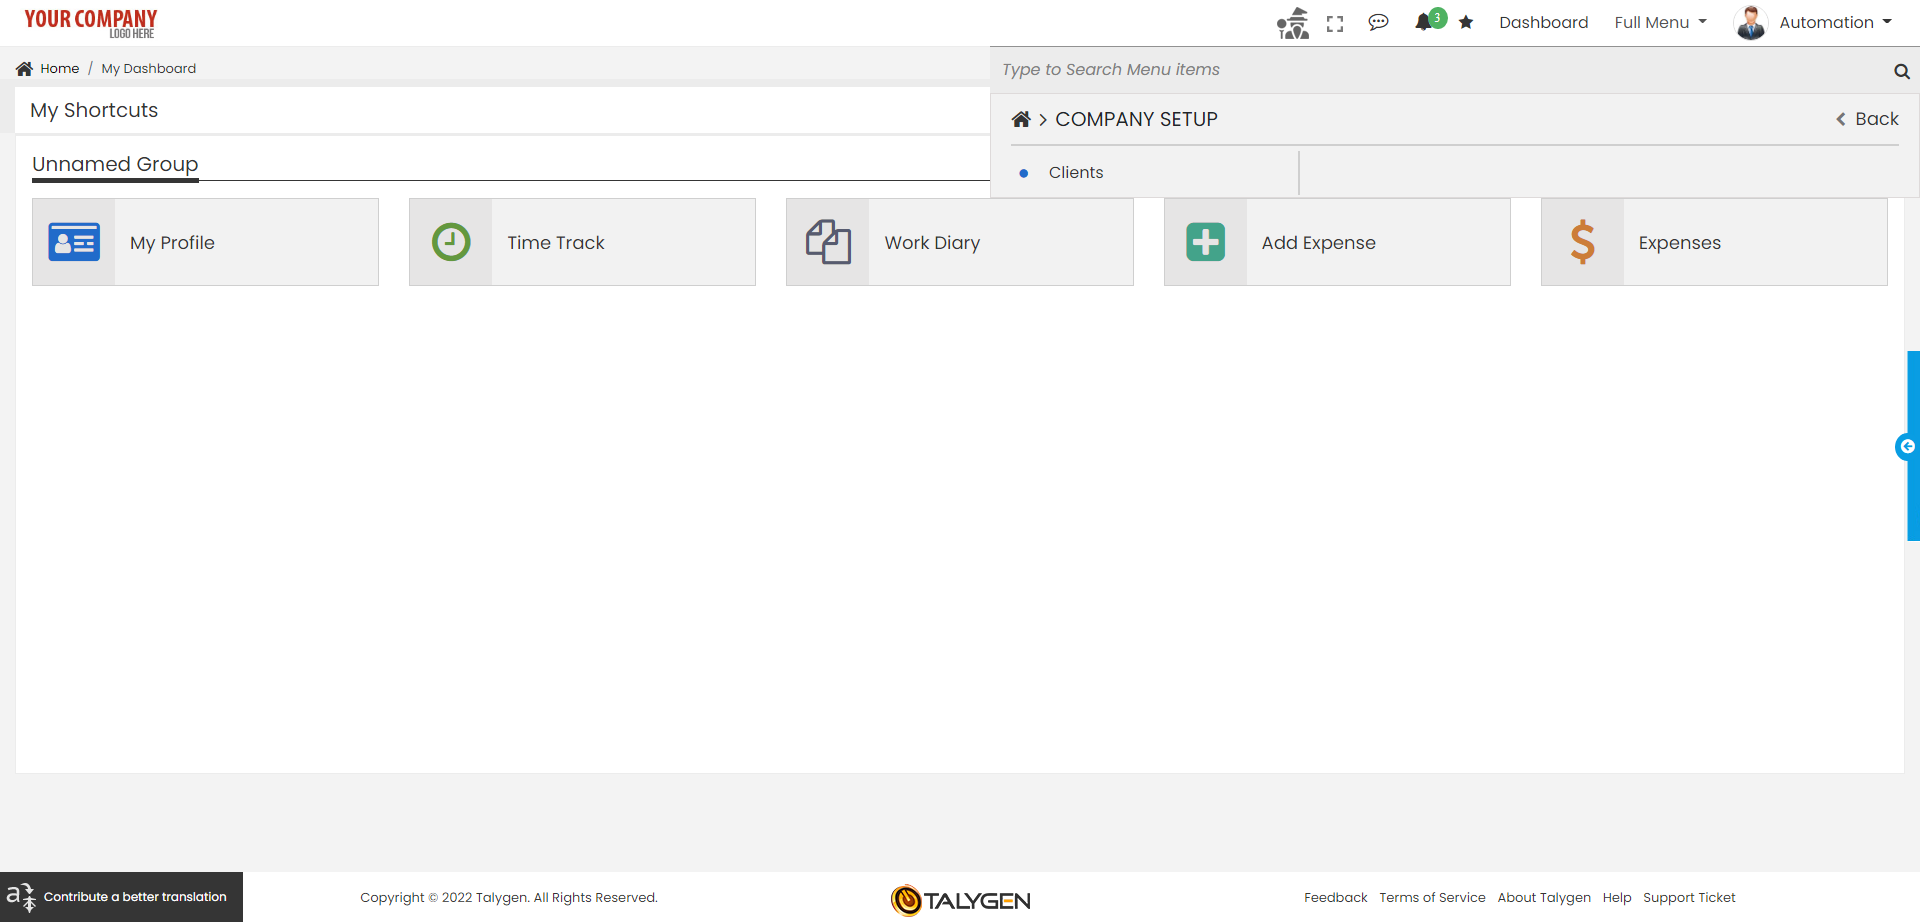 YOUR COMPANY
LOGO HERE
3
Dashboard
Full Menu
Automation
Home / My Dashboard
Type to Search Menu items
My Shortcuts
> COMPANY SETUP
Back
Unnamed Group
Clients
My Profile
Time Track
Work Diary
Add Expense
Expenses
Contribute a better translation
Copyright © 2022 Talygen. All Rights Reserved.
TALYGEN
Feedback
Terms of Service
About Talygen
Help
Support Ticket